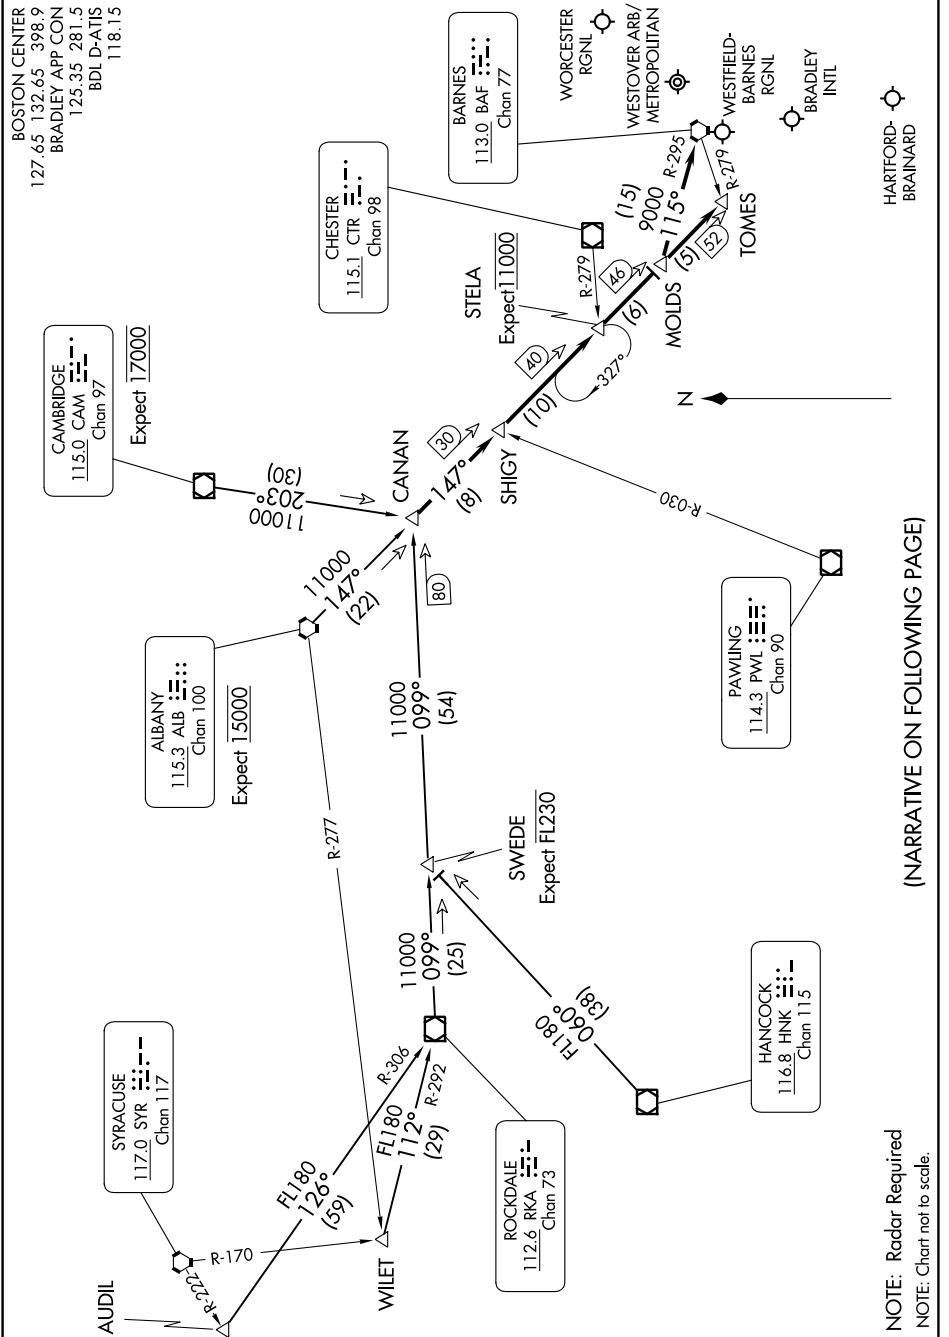 BOSTON CENTER
127.65 132.65 398.9
BRADLEY APP CON
125.35 281.5
BDL D-ATIS
118.15
CAMBRIDGE
115.0 CAM
Chan 97
Expect 17000
CHESTER
115.1 CTR
Chan 98
BARNES
113.0 BAF
Chan 77
WORCESTER
RGNL
WESTOVER ARB/
METROPOLITAN
WESTFIELD-
BARNES
RGNL
BRADLEY
INTL
HARTFORD-
BRAINARD
ALBANY
115.3 ALB
Chan 100
Expect 15000
SYRACUSE
117.0 SYR
Chan 117
AUDIL
R-222
R-170
WILET
R-277
FL180
126°
(59)
R-306
FL180
112°
(29)
R-292
ROCKDALE
112.6 RKA
Chan 73
11000
099°
(25)
SWEDE
Expect FL230
FL180
060°
(38)
HANCOCK
116.8 HNK
Chan 115
11000
099°
(54)
80
11000
147°
(22)
11000
203°
(30)
CANAN
30
147°
(8)
SHIGY
R-030
PAWLING
114.3 PWL
Chan 90
40
(10)
327°
STELA
Expect 11000
R-279
46
(6)
MOLDS
(15)
9000
115°
R-295
(5)
52
TOMES
R-279
N
(NARRATIVE ON FOLLOWING PAGE)
NOTE: Radar Required
NOTE: Chart not to scale.